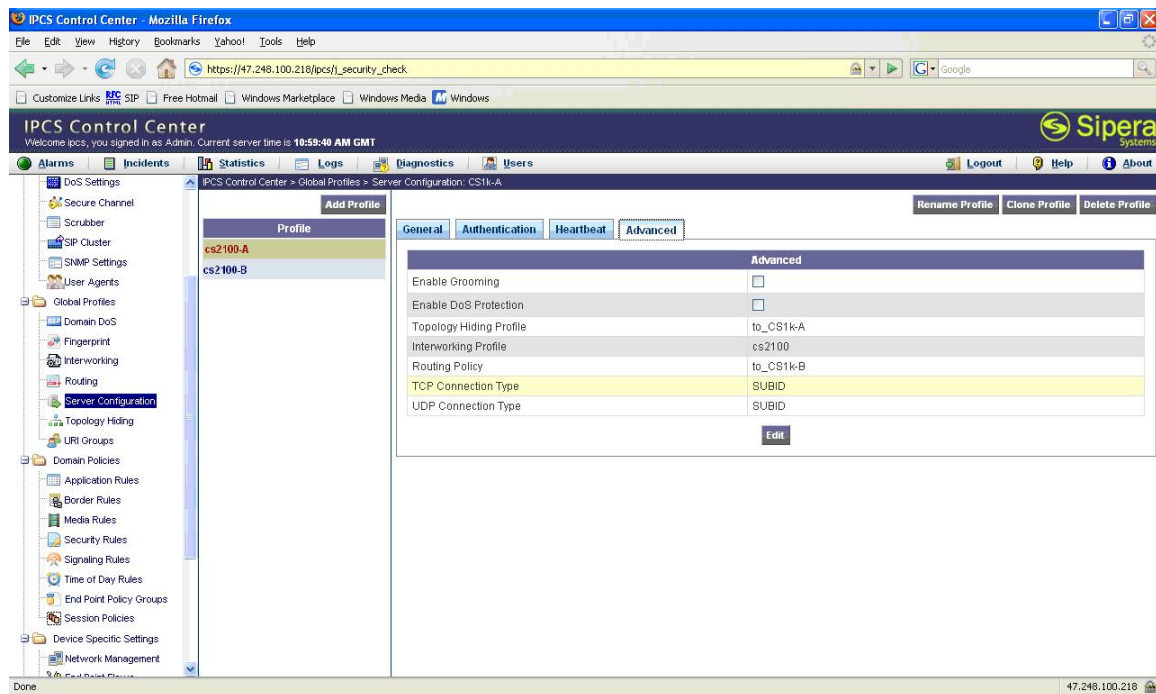 IPCS Control Center - Mozilla Firefox
File Edit View History Bookmarks Yahoo! Tools Help
https://47.248.100.218/ipcs/j_security_check
G Google
Customize Links RFC HTML SIP Free Hotmail Windows Marketplace Windows Media Windows
IPCS Control Center
Welcome ipcs, you signed in as Admin. Current server time is 10:59:40 AM GMT
Sipera
Systems
Alarms Incidents Statistics Logs Diagnostics Users Logout Help About
DoS Settings
Secure Channel
Scrubber
SIP Cluster
SNMP Settings
User Agents
Global Profiles
Domain DoS
Fingerprint
Interworking
Routing
Server Configuration
Topology Hiding
URI Groups
Domain Policies
Application Rules
Border Rules
Media Rules
Security Rules
Signaling Rules
Time of Day Rules
End Point Policy Groups
Session Policies
Device Specific Settings
Network Management
IPCS Control Center > Global Profiles > Server Configuration: CS1k-A
Add Profile
Profile
cs2100-A
cs2100-B
Rename Profile Clone Profile Delete Profile
General Authentication Heartbeat Advanced
Advanced
Enable Grooming
Enable DoS Protection
Topology Hiding Profile to_CS1k-A
Interworking Profile cs2100
Routing Policy to_CS1k-B
TCP Connection Type SUBID
UDP Connection Type SUBID
Edit
Done
47.248.100.218